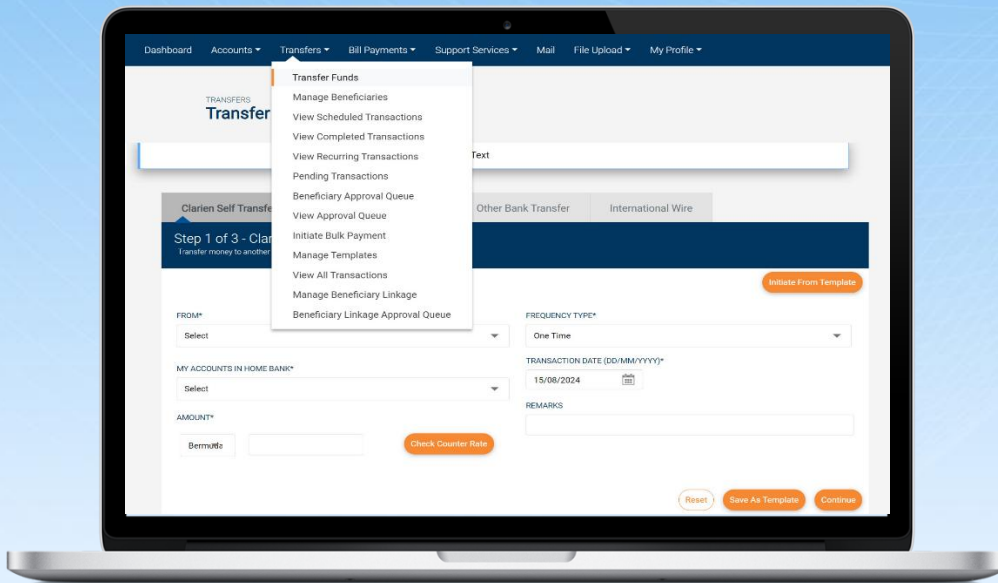 Dashboard Accounts Transfers Bill Payments Support Services Mail File Upload My Profile
Transfer Funds
Manage Beneficiaries
View Scheduled Transactions
View Completed Transactions
View Recurring Transactions
Pending Transactions
Beneficiary Approval Queue
View Approval Queue
Initiate Bulk Payment
Manage Templates
View All Transactions
Manage Beneficiary Linkage
Beneficiary Linkage Approval Queue
TRANSFERS
Transfer
Text
Clarien Self Transfe Other Bank Transfer International Wire
Step 1 of 3 - Clar
Transfer money to another
Initiate From Template
FROM* FREQUENCY TYPE*
Select One Time
MY ACCOUNTS IN HOME BANK* TRANSACTION DATE (DD/MM/YYYY)*
Select 15/08/2024
AMOUNT* REMARKS
Bermuda Check Counter Rate
Reset Save As Template Continue